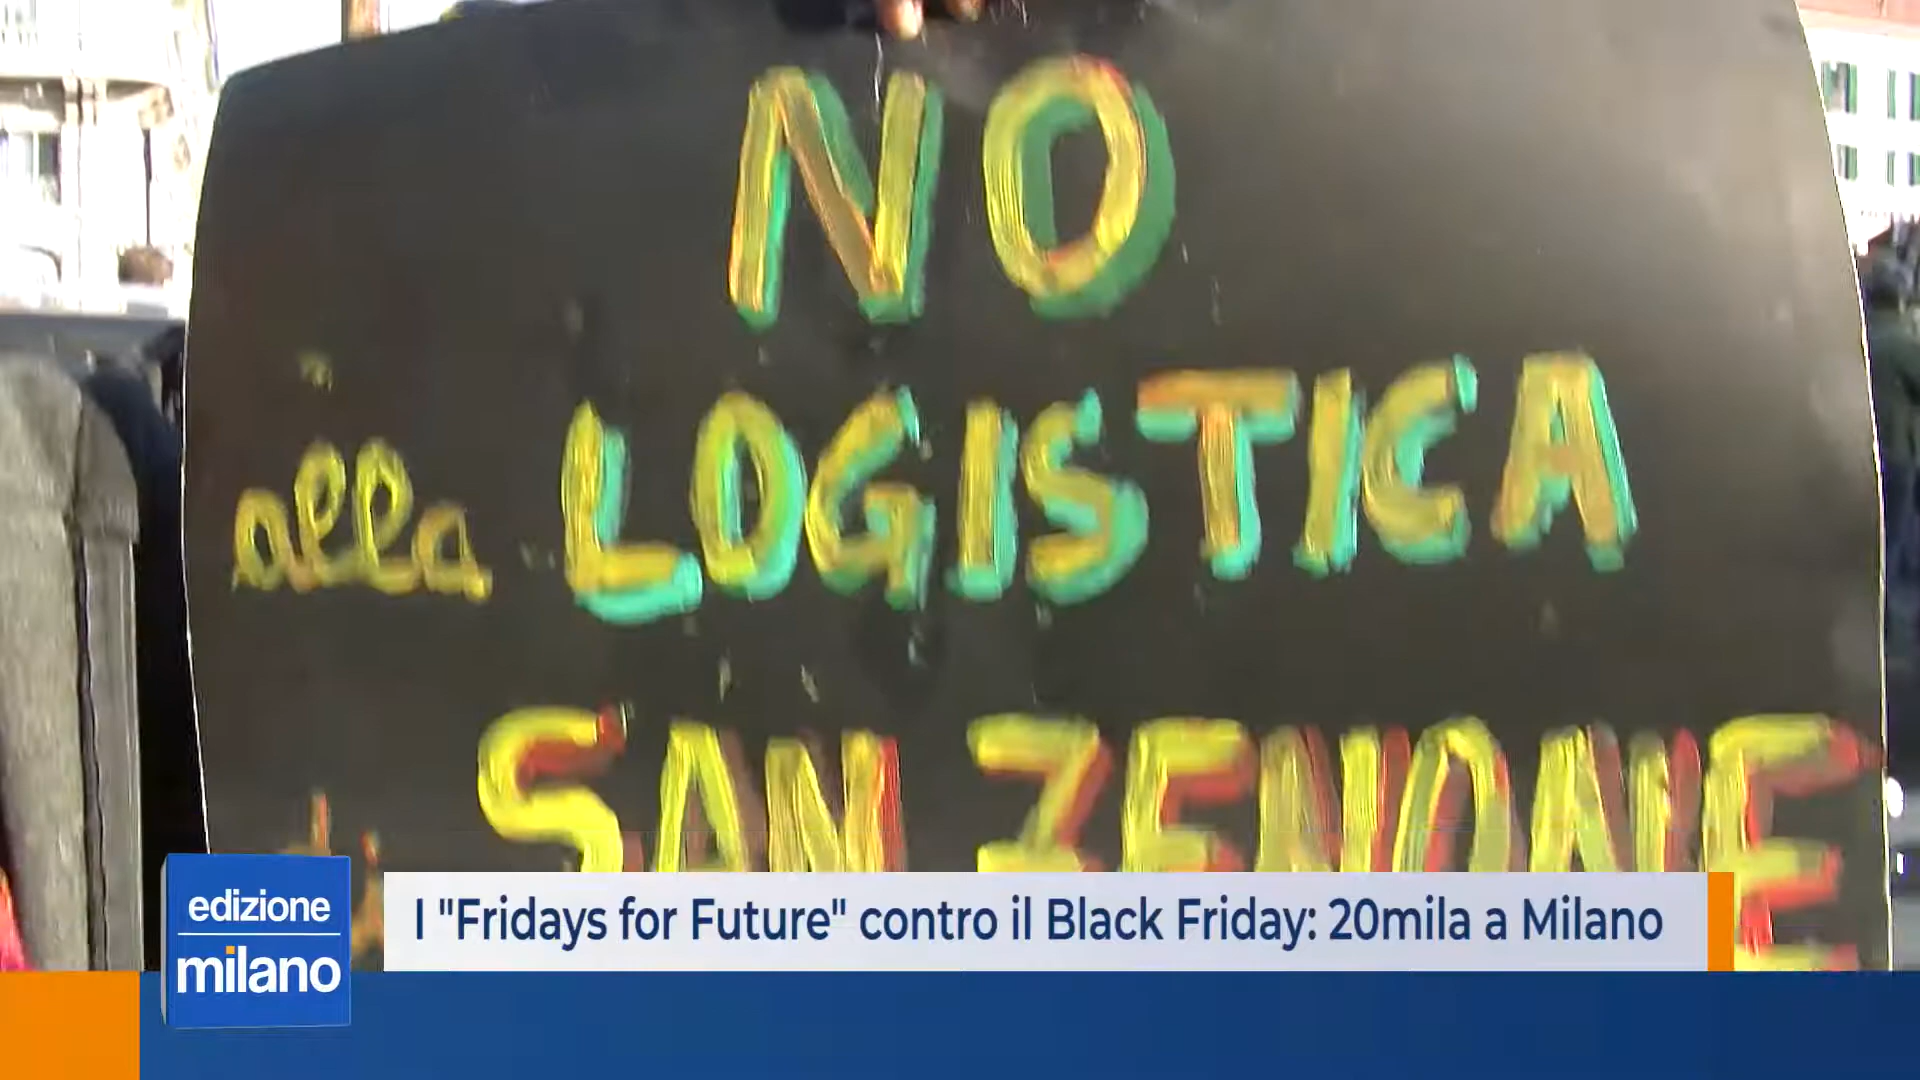 NO
alla LOGISTICA
SAN ZENONE
I "Fridays for Future" contro il Black Friday: 20mila a Milano
edizione
milano